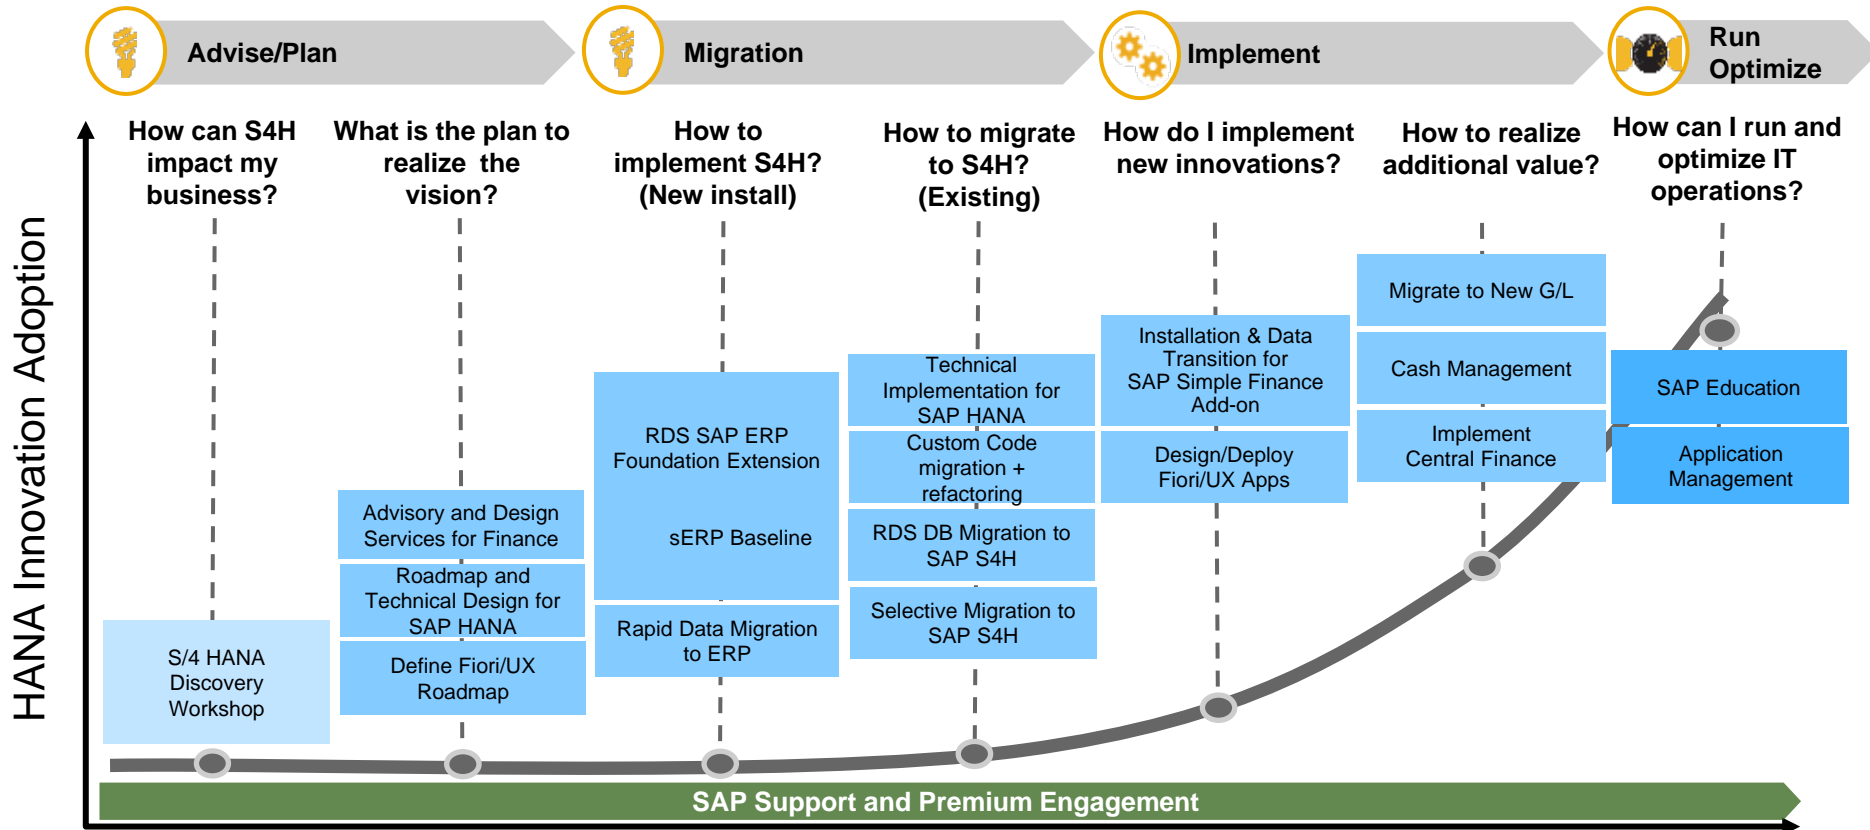 Advise/Plan
Migration
Implement
Run
Optimize
How can S4H
impact my
business?
What is the plan to
realize the
vision?
How to
implement S4H?
(New install)
How to migrate
to S4H?
(Existing)
How do I implement
new innovations?
How to realize
additional value?
How can I run and
optimize IT
operations?
HANA Innovation Adoption
S/4 HANA
Discovery
Workshop
Advisory and Design
Services for Finance
Roadmap and
Technical Design for
SAP HANA
Define Fiori/UX
Roadmap
RDS SAP ERP
Foundation Extension
sERP Baseline
Rapid Data Migration
to ERP
Technical
Implementation for
SAP HANA
Custom Code
migration +
refactoring
RDS DB Migration to
SAP S4H
Selective Migration to
SAP S4H
Installation & Data
Transition for
SAP Simple Finance
Add-on
Design/Deploy
Fiori/UX Apps
Migrate to New G/L
Cash Management
Implement
Central Finance
SAP Education
Application
Management
SAP Support and Premium Engagement